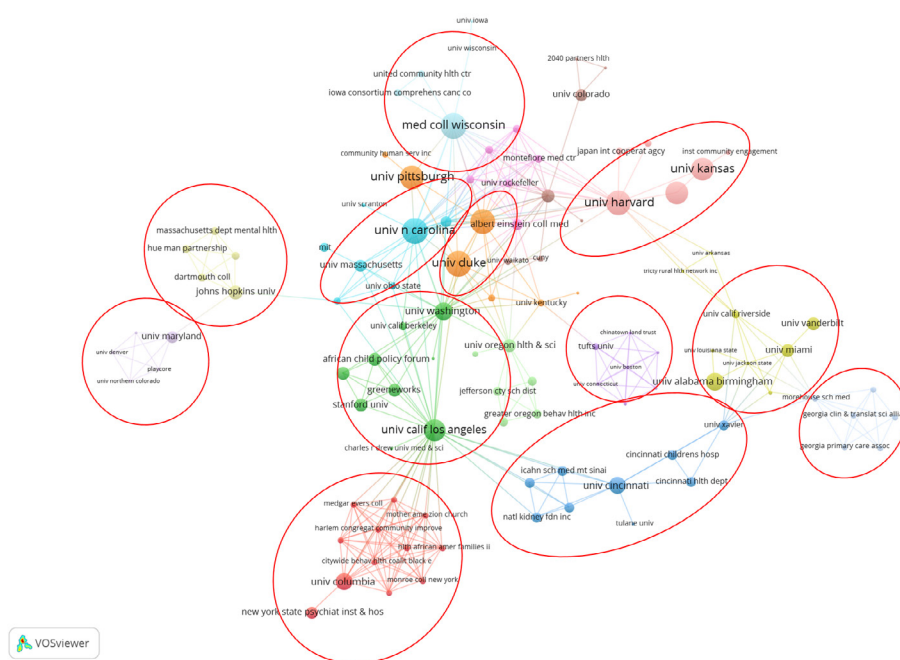 univ iowa
univ wisconsin
2040 partners hlth
united community hlth ctr
iowa consortium comprehens canc co
univ colorado
med coll wisconsin
community human serv inc
montefiore med ctr
japan int cooperat agcy
inst community engagement
univ pittsburgh
univ rockefeller
univ kansas
univ scranton
univ harvard
albert einstein coll med
univ n carolina
massachusetts dept mental hlth
hue man partnership
mit
univ massachusetts
univ duke
univ waikato
cuny
univ arkansas
tricty rural hlth network inc
dartmouth coll
johns hopkins univ
univ ohio state
univ kentucky
univ washington
univ calif riverside
univ calif berkeley
chinatown land trust
univ vanderbilt
univ maryland
univ oregon hlth & sci
tufts univ
univ louisiana state
univ miami
univ denver
african child policy forum
univ boston
univ jackson state
playcore
univ northern colorado
greeneworks
jefferson cty sch dist
univ connecticut
univ alabama birmingham
stanford univ
morehouse sch med
greater oregon behav hlth inc
georgia clin & translat sci allia
univ calif los angeles
univ xavier
charles r drew univ med & sci
georgia primary care assoc
cincinnati childrens hosp
icahn sch med mt sinai
univ cincinnati
cincinnati hlth dept
medgar evers coll
mother ame zion church
natl kidney fdn inc
tulane univ
harlem congregat community improve
african amer families ii
citywide behav hlth coalit black e
univ columbia
monroe coll new york
new york state psychiat inst & hos
VOSviewer